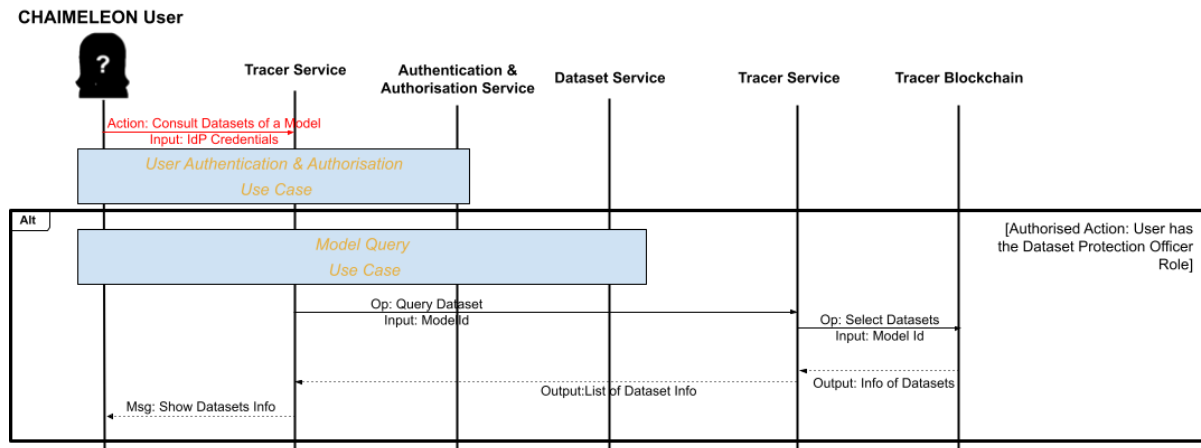 CHAIMELEON User
?
Tracer Service
Authentication &
Authorisation Service
Dataset Service
Tracer Service
Tracer Blockchain
Action: Consult Datasets of a Model
Input: IdP Credentials
User Authentication & Authorisation
Use Case
Alt
[Authorised Action: User has
the Dataset Protection Officer
Role]
Model Query
Use Case
Op: Query Dataset
Input: ModelId
Op: Select Datasets
Input: Model Id
Output: Info of Datasets
Output:List of Dataset Info
Msg: Show Datasets Info